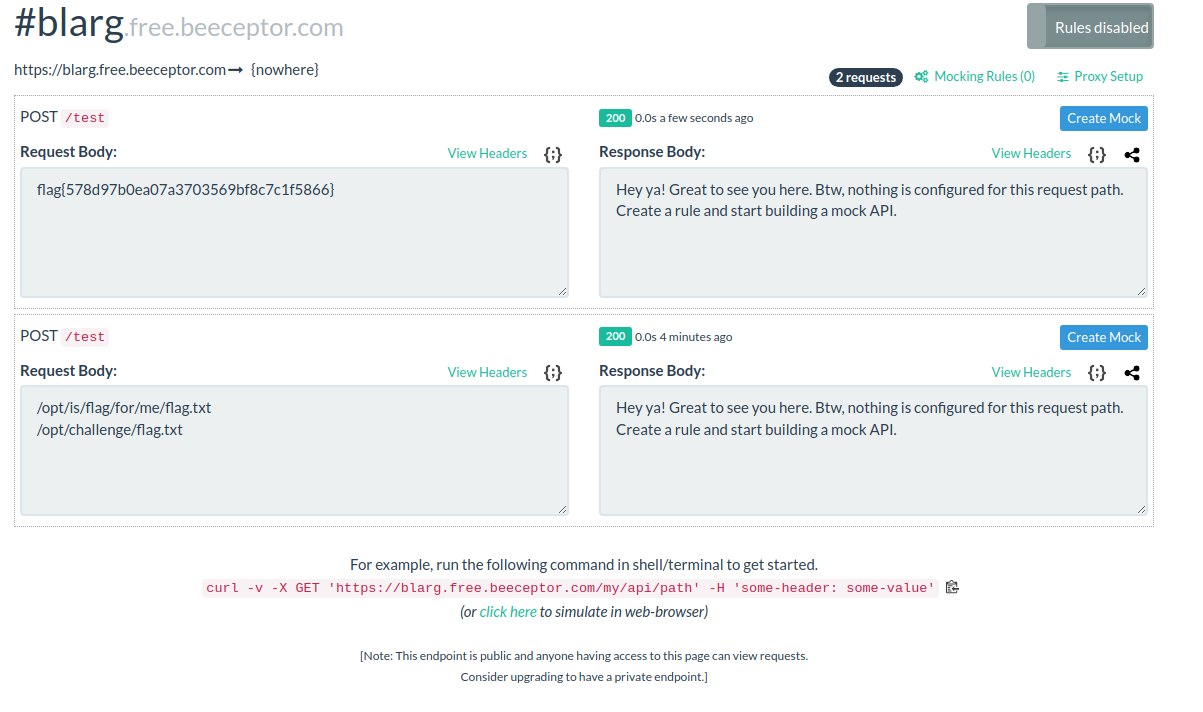 #blarg.free.beeceptor.com
Rules disabled
https://blarg.free.beeceptor.com→ {nowhere}
2 requests Mocking Rules (0) Proxy Setup
POST /test
200 0.0s a few seconds ago
Create Mock
Request Body:
View Headers {;}
Response Body:
View Headers {;}
flag{578d97b0ea07a3703569bf8c7c1f5866}
Hey ya! Great to see you here. Btw, nothing is configured for this request path.
Create a rule and start building a mock API.
POST /test
200 0.0s 4 minutes ago
Create Mock
Request Body:
View Headers {;}
Response Body:
View Headers {;}
/opt/is/flag/for/me/flag.txt
/opt/challenge/flag.txt
Hey ya! Great to see you here. Btw, nothing is configured for this request path.
Create a rule and start building a mock API.
For example, run the following command in shell/terminal to get started.
curl -v -X GET 'https://blarg.free.beeceptor.com/my/api/path' -H 'some-header: some-value'
(or click here to simulate in web-browser)
[Note: This endpoint is public and anyone having access to this page can view requests.
Consider upgrading to have a private endpoint.]